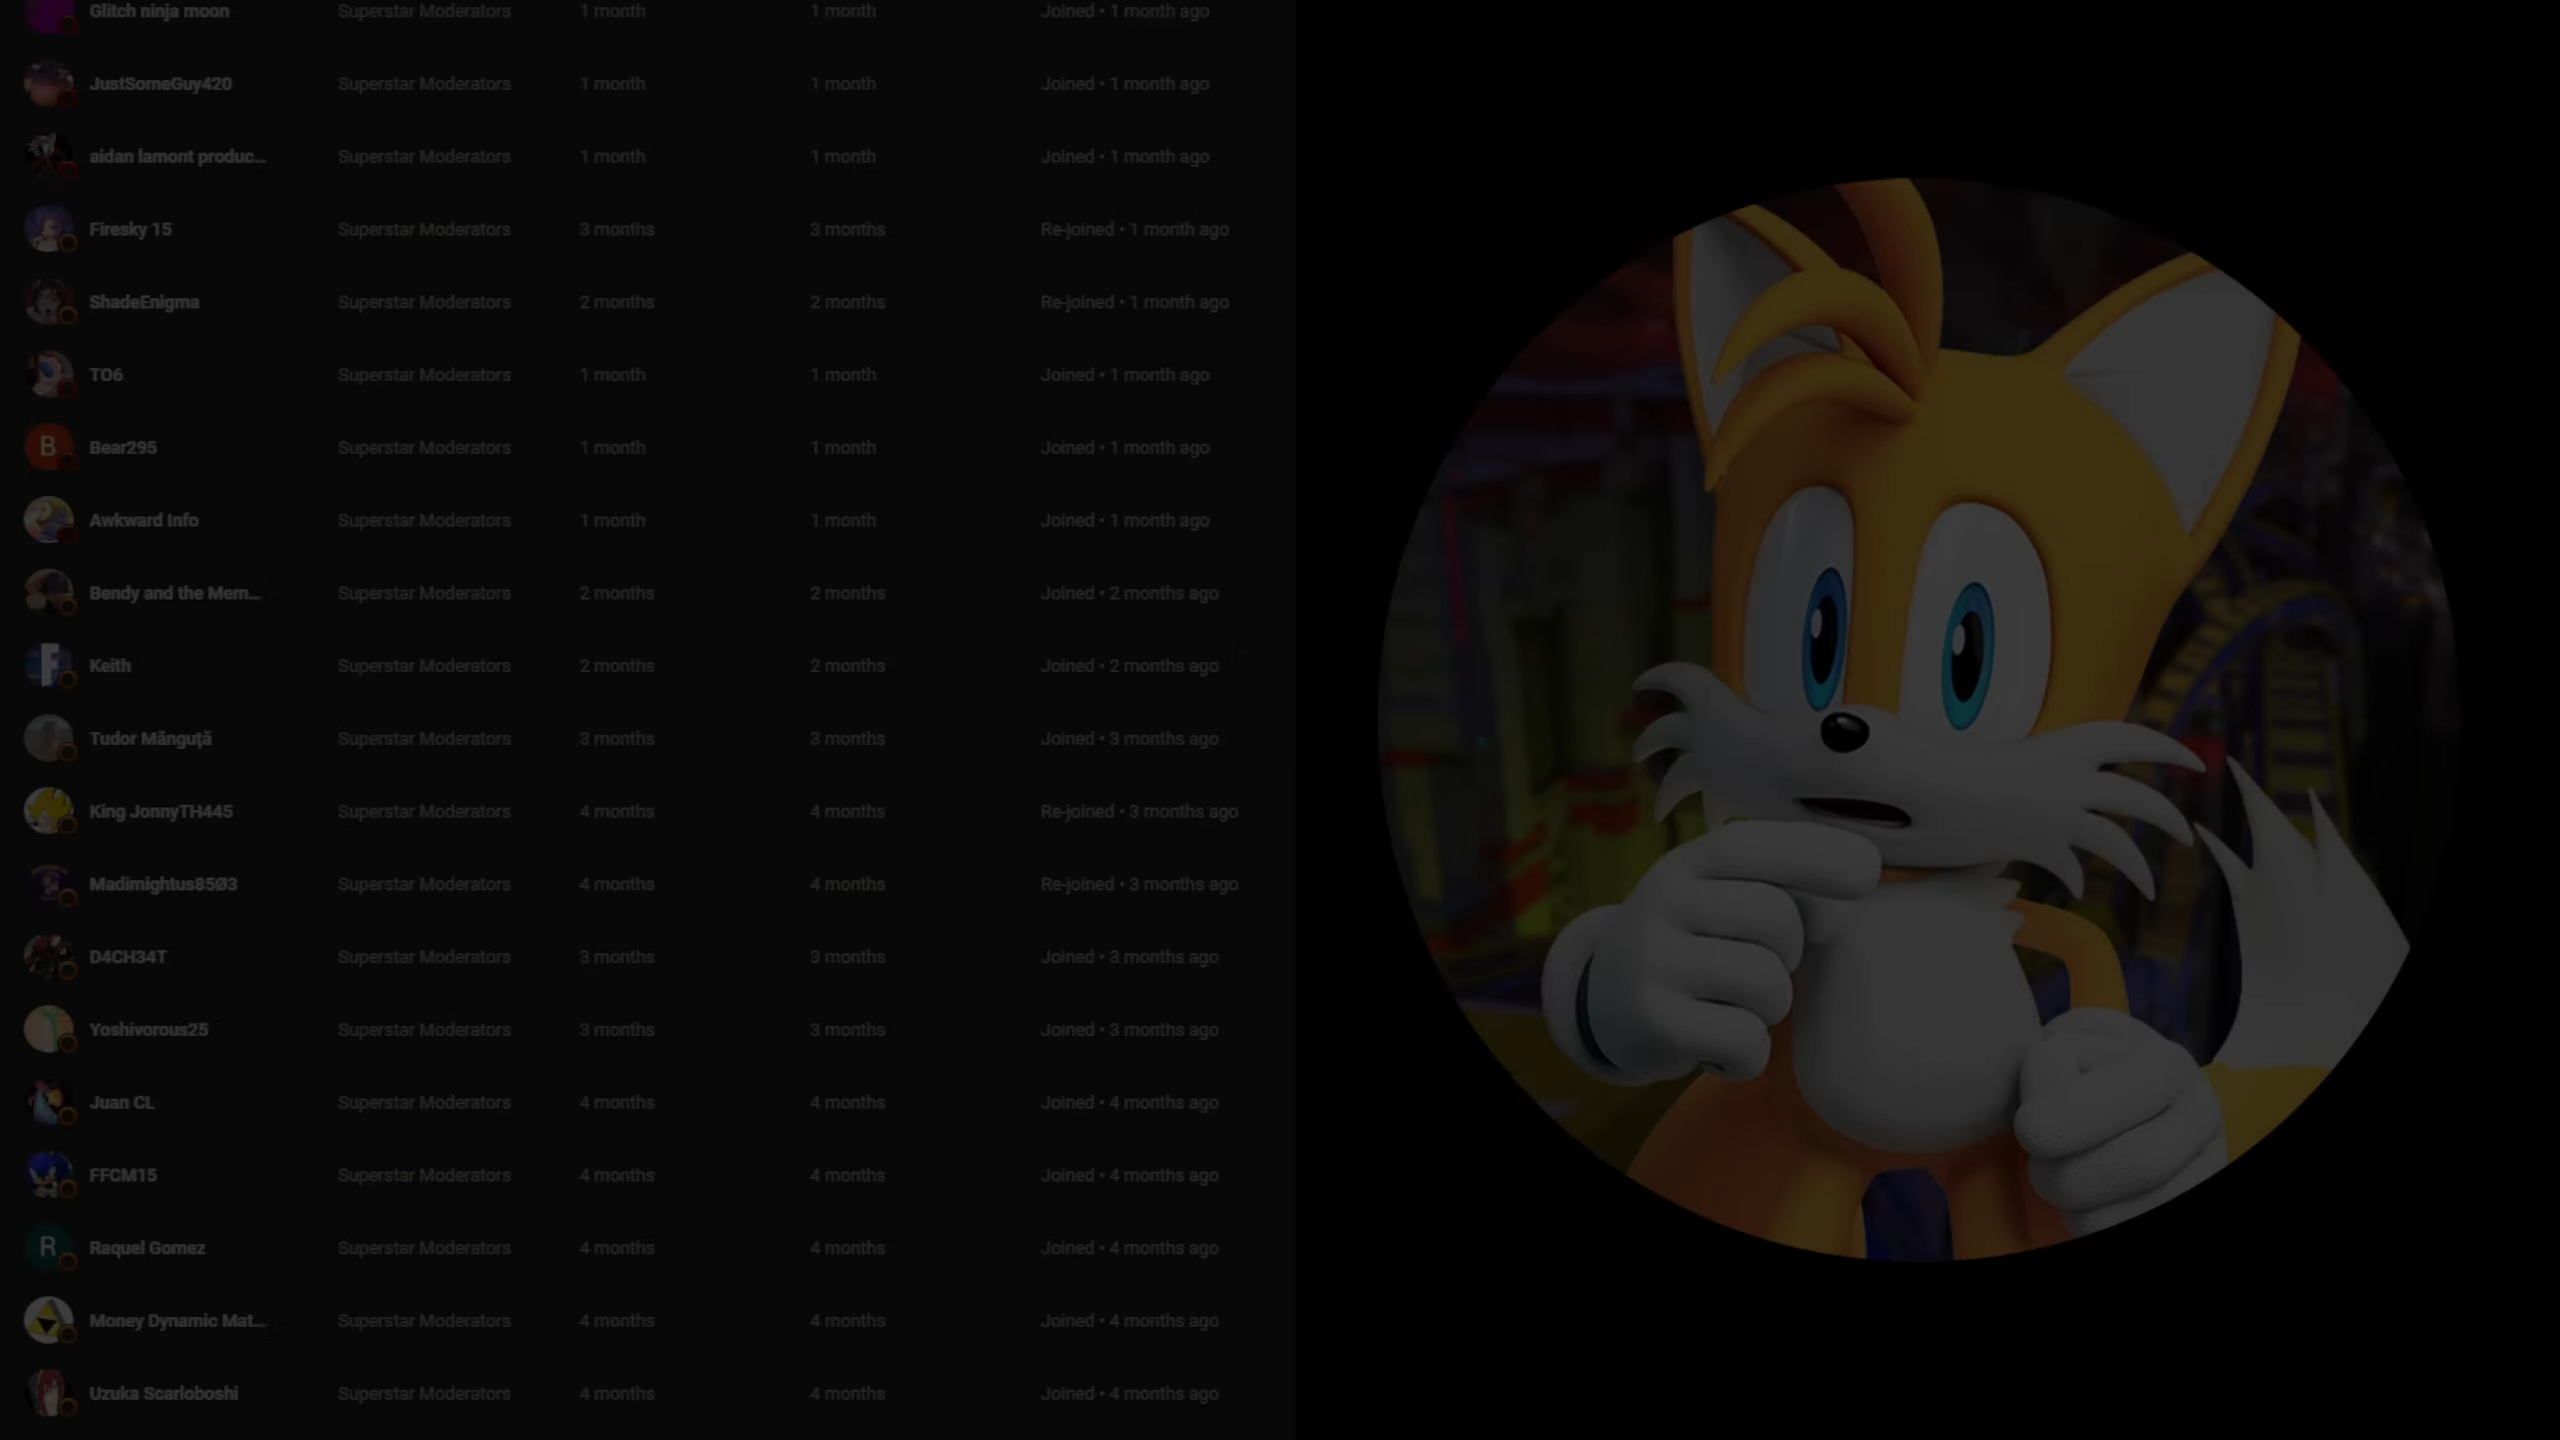 Glitch ninja moon Superstar Moderators 1 month 1 month Joined • 1 month ago
JustSomeGuy420 Superstar Moderators 1 month 1 month Joined • 1 month ago
aidan lamont produc... Superstar Moderators 1 month 1 month Joined • 1 month ago
Firesky 15 Superstar Moderators 3 months 3 months Re-joined • 1 month ago
ShadeEnigma Superstar Moderators 2 months 2 months Re-joined • 1 month ago
TO6 Superstar Moderators 1 month 1 month Joined • 1 month ago
B Bear295 Superstar Moderators 1 month 1 month Joined • 1 month ago
Awkward Info Superstar Moderators 1 month 1 month Joined • 1 month ago
Bendy and the Mem... Superstar Moderators 2 months 2 months Joined • 2 months ago
F Keith Superstar Moderators 2 months 2 months Joined • 2 months ago
Tudor Mănguță Superstar Moderators 3 months 3 months Joined • 3 months ago
King JonnyTH445 Superstar Moderators 4 months 4 months Re-joined • 3 months ago
Madimightus85Ø3 Superstar Moderators 4 months 4 months Re-joined • 3 months ago
D4CH34T Superstar Moderators 3 months 3 months Joined • 3 months ago
Yoshivorous25 Superstar Moderators 3 months 3 months Joined • 3 months ago
Juan CL Superstar Moderators 4 months 4 months Joined • 4 months ago
FFCM15 Superstar Moderators 4 months 4 months Joined • 4 months ago
R Raquel Gomez Superstar Moderators 4 months 4 months Joined • 4 months ago
Money Dynamic Mat... Superstar Moderators 4 months 4 months Joined • 4 months ago
Uzuka Scarloboshi Superstar Moderators 4 months 4 months Joined • 4 months ago